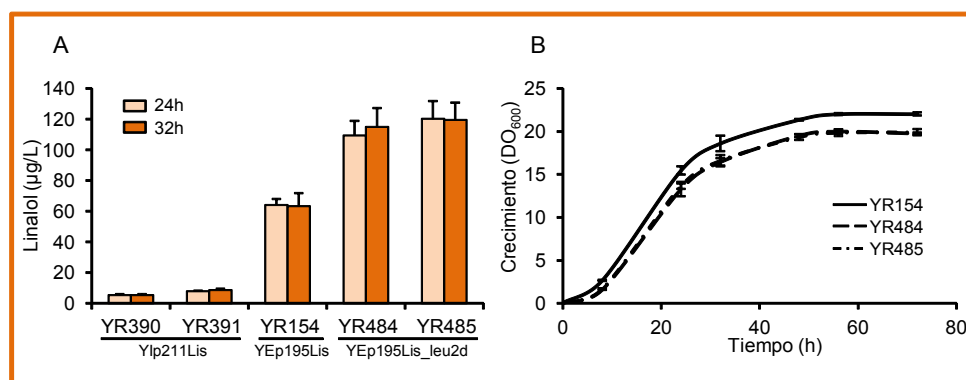 A
Linalol (µg/L)
140
120
100
80
60
40
20
0
24h
32h
YR390 YR391 YR154 YR484 YR485
YIp211Lis YEp195Lis YEp195Lis_leu2d
B
Crecimiento (DO600)
25
20
15
10
5
0
YR154
YR484
YR485
0 20 40 60 80
Tiempo (h)